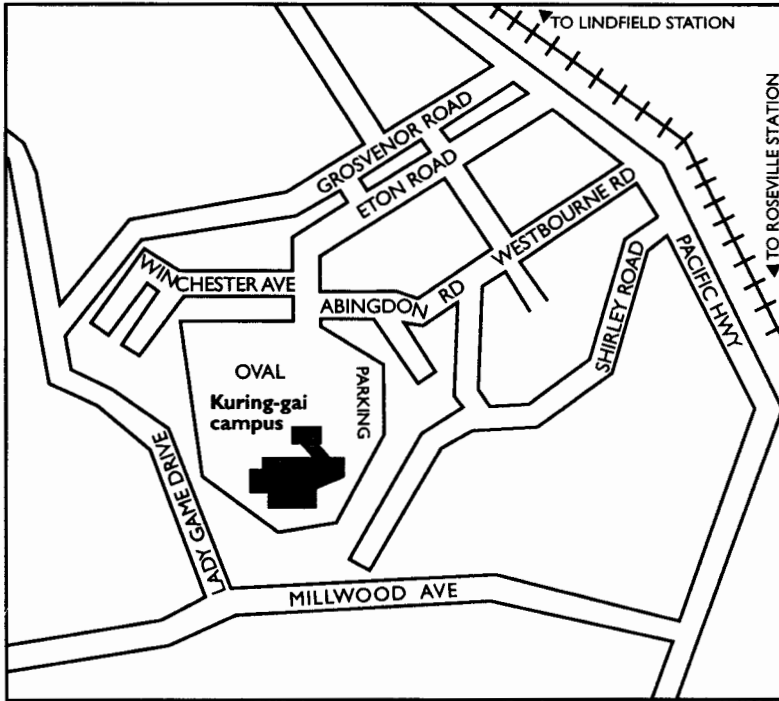 TO LINDFIELD STATION
TO ROSEVILLE STATION
GROSVENOR ROAD
ETON ROAD
WESTBOURNE RD
WINCHESTER AVE
ABINGDON RD
PACIFIC HWY
SHIRLEY ROAD
OVAL
PARKING
Kuring-gai
campus
LADY GAME DRIVE
MILLWOOD AVE